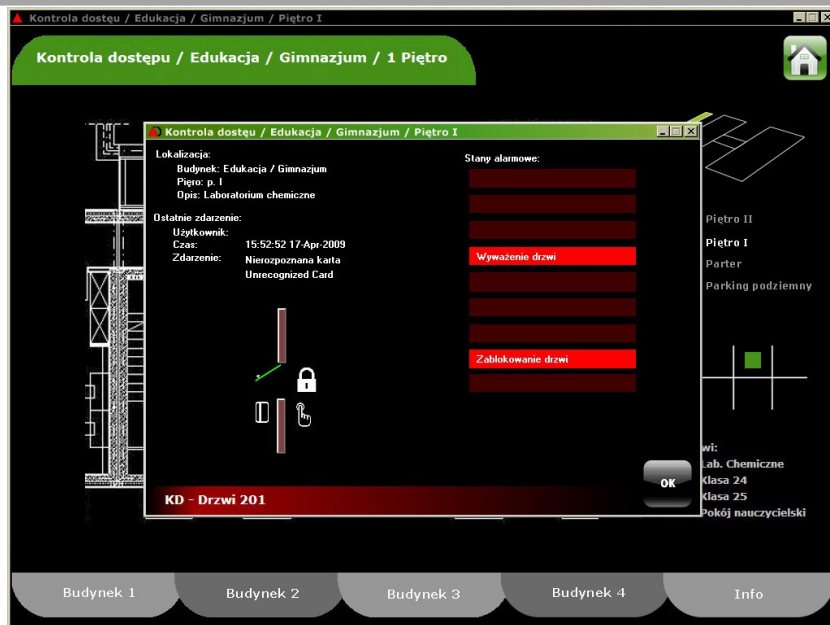 Kontrola dostęu / Edukacja / Gimnazjum / Piętro I
Kontrola dostępu / Edukacja / Gimnazjum / 1 Piętro
Kontrola dostęu / Edukacja / Gimnazjum / Piętro I
Lokalizacja:
Budynek: Edukacja / Gimnazjum
Pięro: p. I
Opis: Laboratorium chemiczne
Ostatnie zdarzenie:
Użytkownik:
Czas: 15:52:52 17-Apr-2009
Zdarzenie: Nierozpoznana karta
Unrecognized Card
Stany alarmowe:
Wyważenie drzwi
Zablokowanie drzwi
KD - Drzwi 201
OK
Piętro II
Piętro I
Parter
Parking podziemny
wi:
Lab. Chemiczne
Klasa 24
Klasa 25
Pokój nauczycielski
Budynek 1
Budynek 2
Budynek 3
Budynek 4
Info